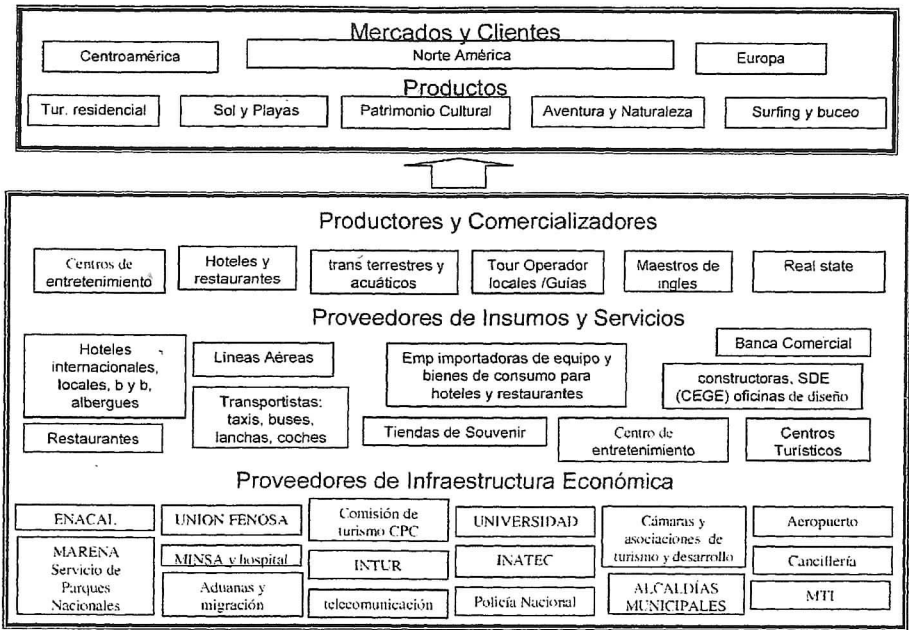 Mercados y Clientes
Centroamérica
Norte América
Europa
Productos
Tur. residencial
Sol y Playas
Patrimonio Cultural
Aventura y Naturaleza
Surfing y buceo
Productores y Comercializadores
Centros de
entretenimiento
Hoteles y
restaurantes
trans terrestres y
acuáticos
Tour Operador
locales /Guías
Maestros de
ingles
Real state
Proveedores de Insumos y Servicios
Hoteles
internacionales,
locales, b y b,
albergues
Líneas Aéreas
Emp importadoras de equipo y
bienes de consumo para
hoteles y restaurantes
Banca Comercial
constructoras, SDE
(CEGE) oficinas de diseño
Restaurantes
Transportistas:
taxis, buses,
lanchas, coches
Tiendas de Souvenir
Centro de
entretenimiento
Centros
Turísticos
Proveedores de Infraestructura Económica
ENACAL
UNION FENOSA
Comisión de
turismo CPC
UNIVERSIDAD
Cámaras y
asociaciones de
turismo y desarrollo
Aeropuerto
MARENA
Servicio de
Parques
Nacionales
MINSA y hospital
INTUR
INATEC
Cancillería
Aduanas y
migración
telecomunicación
Policía Nacional
ALCALDÍAS
MUNICIPALES
MTI